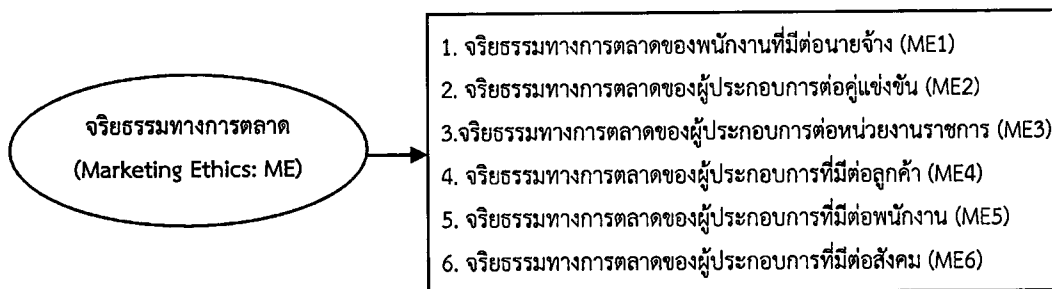 จริยธรรมทางการตลาด
(Marketing Ethics: ME)
1. จริยธรรมทางการตลาดของพนักงานที่มีต่อนายจ้าง (ME1)
2. จริยธรรมทางการตลาดของผู้ประกอบการต่อคู่แข่งขัน (ME2)
3.จริยธรรมทางการตลาดของผู้ประกอบการต่อหน่วยงานราชการ (ME3)
4. จริยธรรมทางการตลาดของผู้ประกอบการที่มีต่อลูกค้า (ME4)
5. จริยธรรมทางการตลาดของผู้ประกอบการที่มีต่อพนักงาน (ME5)
6. จริยธรรมทางการตลาดของผู้ประกอบการที่มีต่อสังคม (ME6)